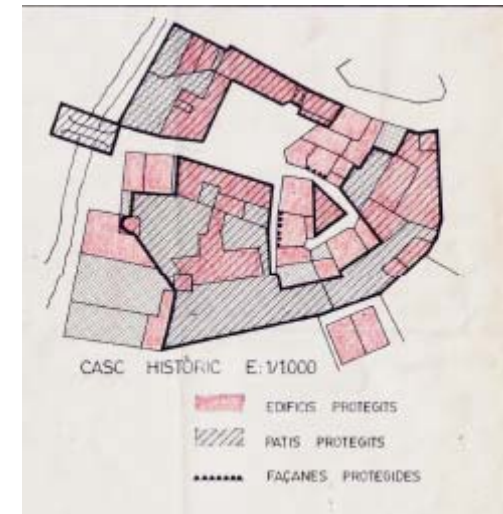 CASC HISTÒRIC E: 1/1000
EDIFICIS PROTEGITS
PATIS PROTEGITS
FAÇANES PROTEGIDES